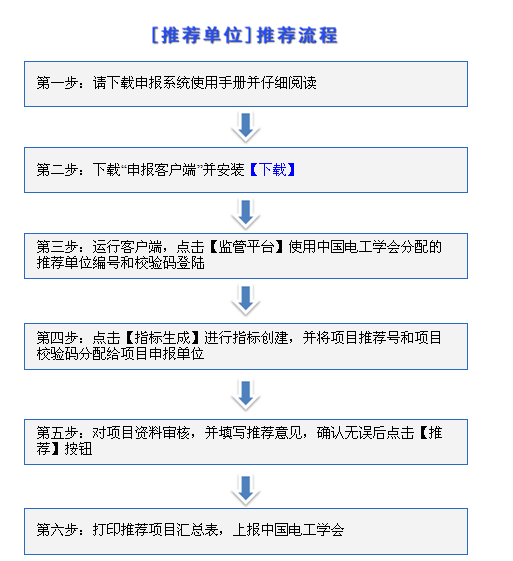 [推荐单位]推荐流程
第一步：请下载申报系统使用手册并仔细阅读
第二步：下载“申报客户端”并安装【下载】
第三步：运行客户端，点击【监管平台】使用中国电工学会分配的
推荐单位编号和校验码登陆
第四步：点击【指标生成】进行指标创建，并将项目推荐号和项目
校验码分配给项目申报单位
第五步：对项目资料审核，并填写推荐意见，确认无误后点击【推
荐】按钮
第六步：打印推荐项目汇总表，上报中国电工学会